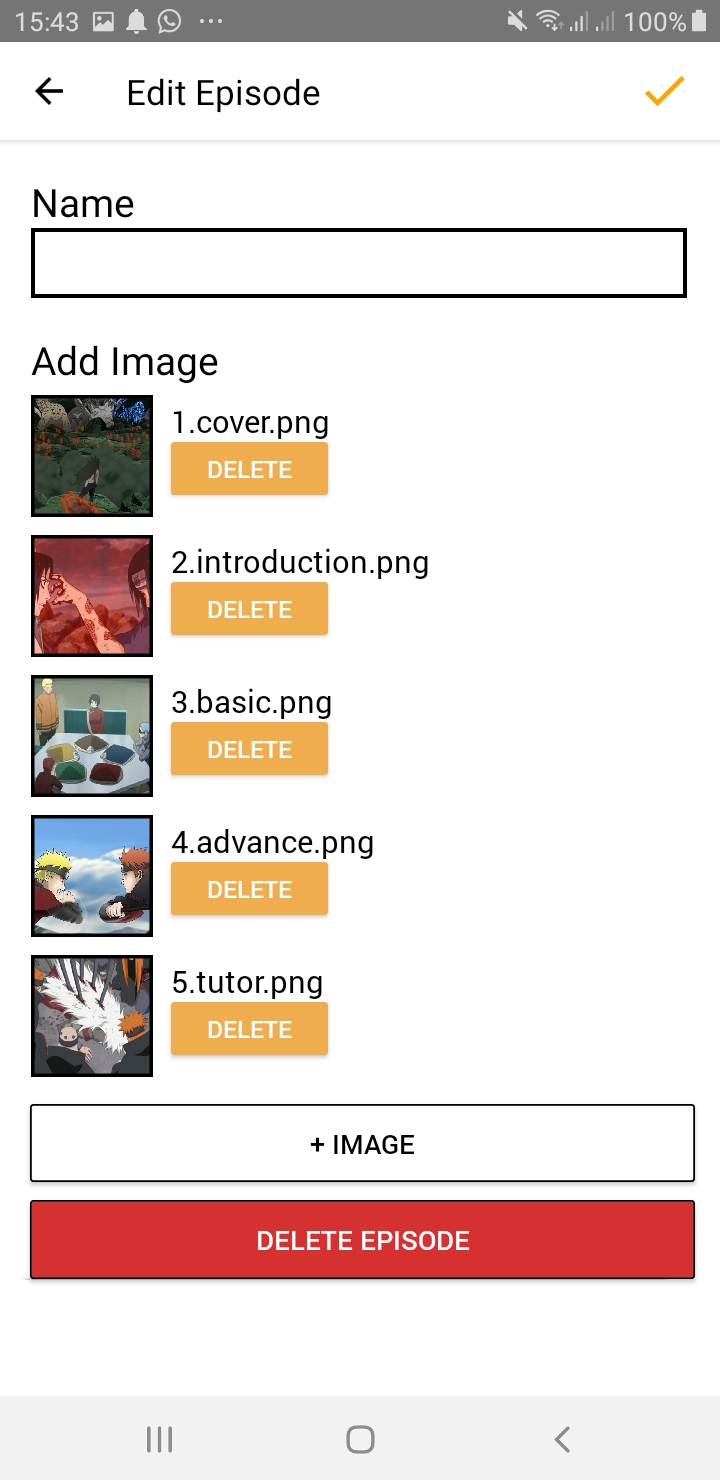 15:43 100%
Edit Episode
Name
Add Image
1.cover.png
DELETE
2.introduction.png
DELETE
3.basic.png
DELETE
4.advance.png
DELETE
5.tutor.png
DELETE
+ IMAGE
DELETE EPISODE